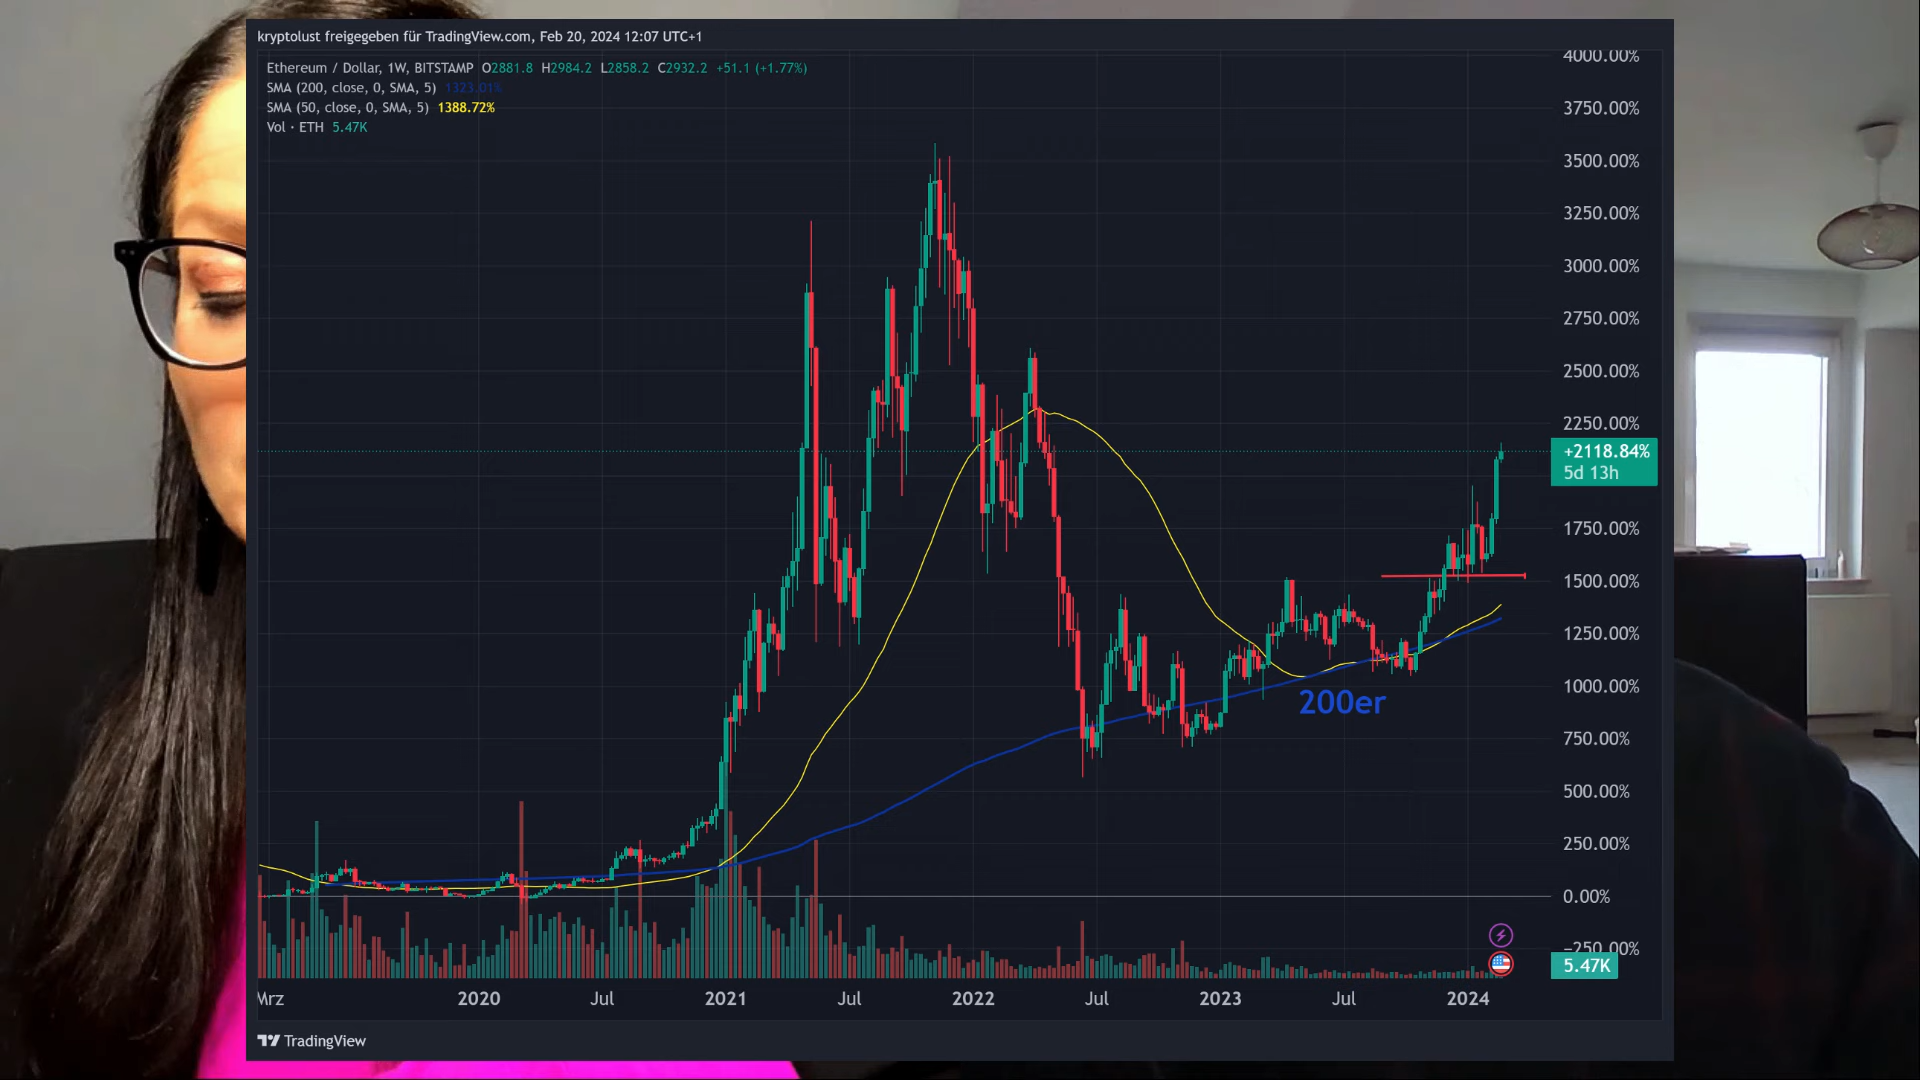 kryptolust freigegeben für TradingView.com, Feb 20, 2024 12:07 UTC+1
Ethereum / Dollar, 1W, BITSTAMP O2881.8 H2984.2 L2858.2 C2932.2 +51.1 (+1.77%)
SMA (200, close, 0, SMA, 5) 1323.01%
SMA (50, close, 0, SMA, 5) 1388.72%
Vol · ETH 5.47K
4000.00%
3750.00%
3500.00%
3250.00%
3000.00%
2750.00%
2500.00%
2250.00%
+2118.84%
5d 13h
1750.00%
1500.00%
1250.00%
1000.00%
200er
750.00%
500.00%
250.00%
0.00%
−250.00%
5.47K
Mrz 2020 Jul 2021 Jul 2022 Jul 2023 Jul 2024
TradingView